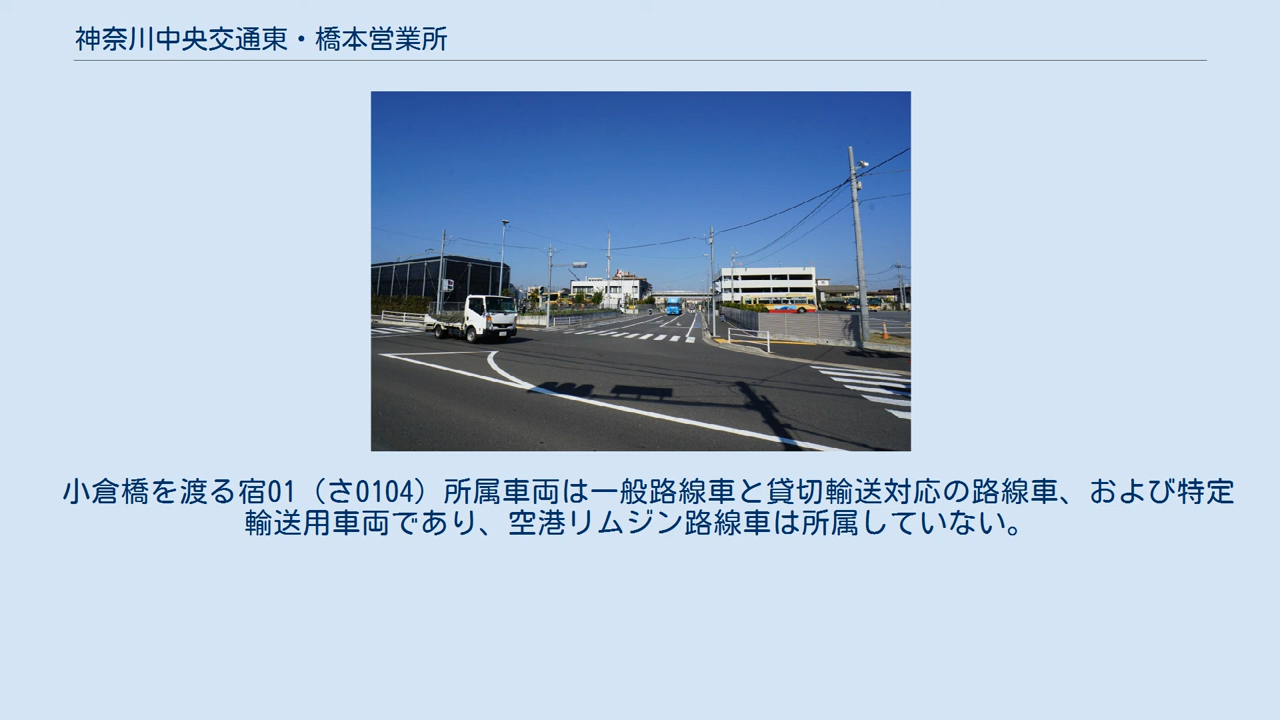 神奈川中央交通東・橋本営業所
小倉橋を渡る宿01（さ0104）所属車両は一般路線車と貸切輸送対応の路線車、および特定
輸送用車両であり、空港リムジン路線車は所属していない。